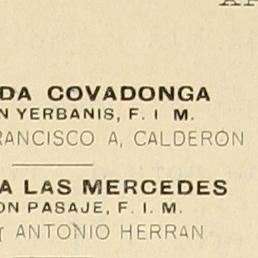 DA COVADONGA
N YERBANIS, F. I M.
RANCISCO A, CALDERON
A LAS MERCEDES
ON PASAJE, F. I. M.
ANTONIO HERRAN